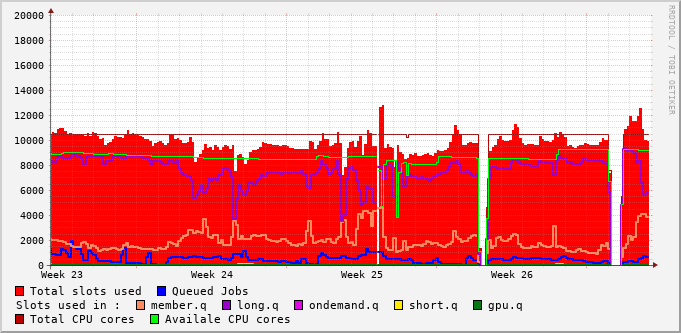 RRDTOOL / TOBI OETIKER
20000
18000
16000
14000
12000
10000
8000
6000
4000
2000
0
Week 23 Week 24 Week 25 Week 26
Total slots used Queued Jobs
Slots used in : member.q long.q ondemand.q short.q gpu.q
Total CPU cores Availale CPU cores